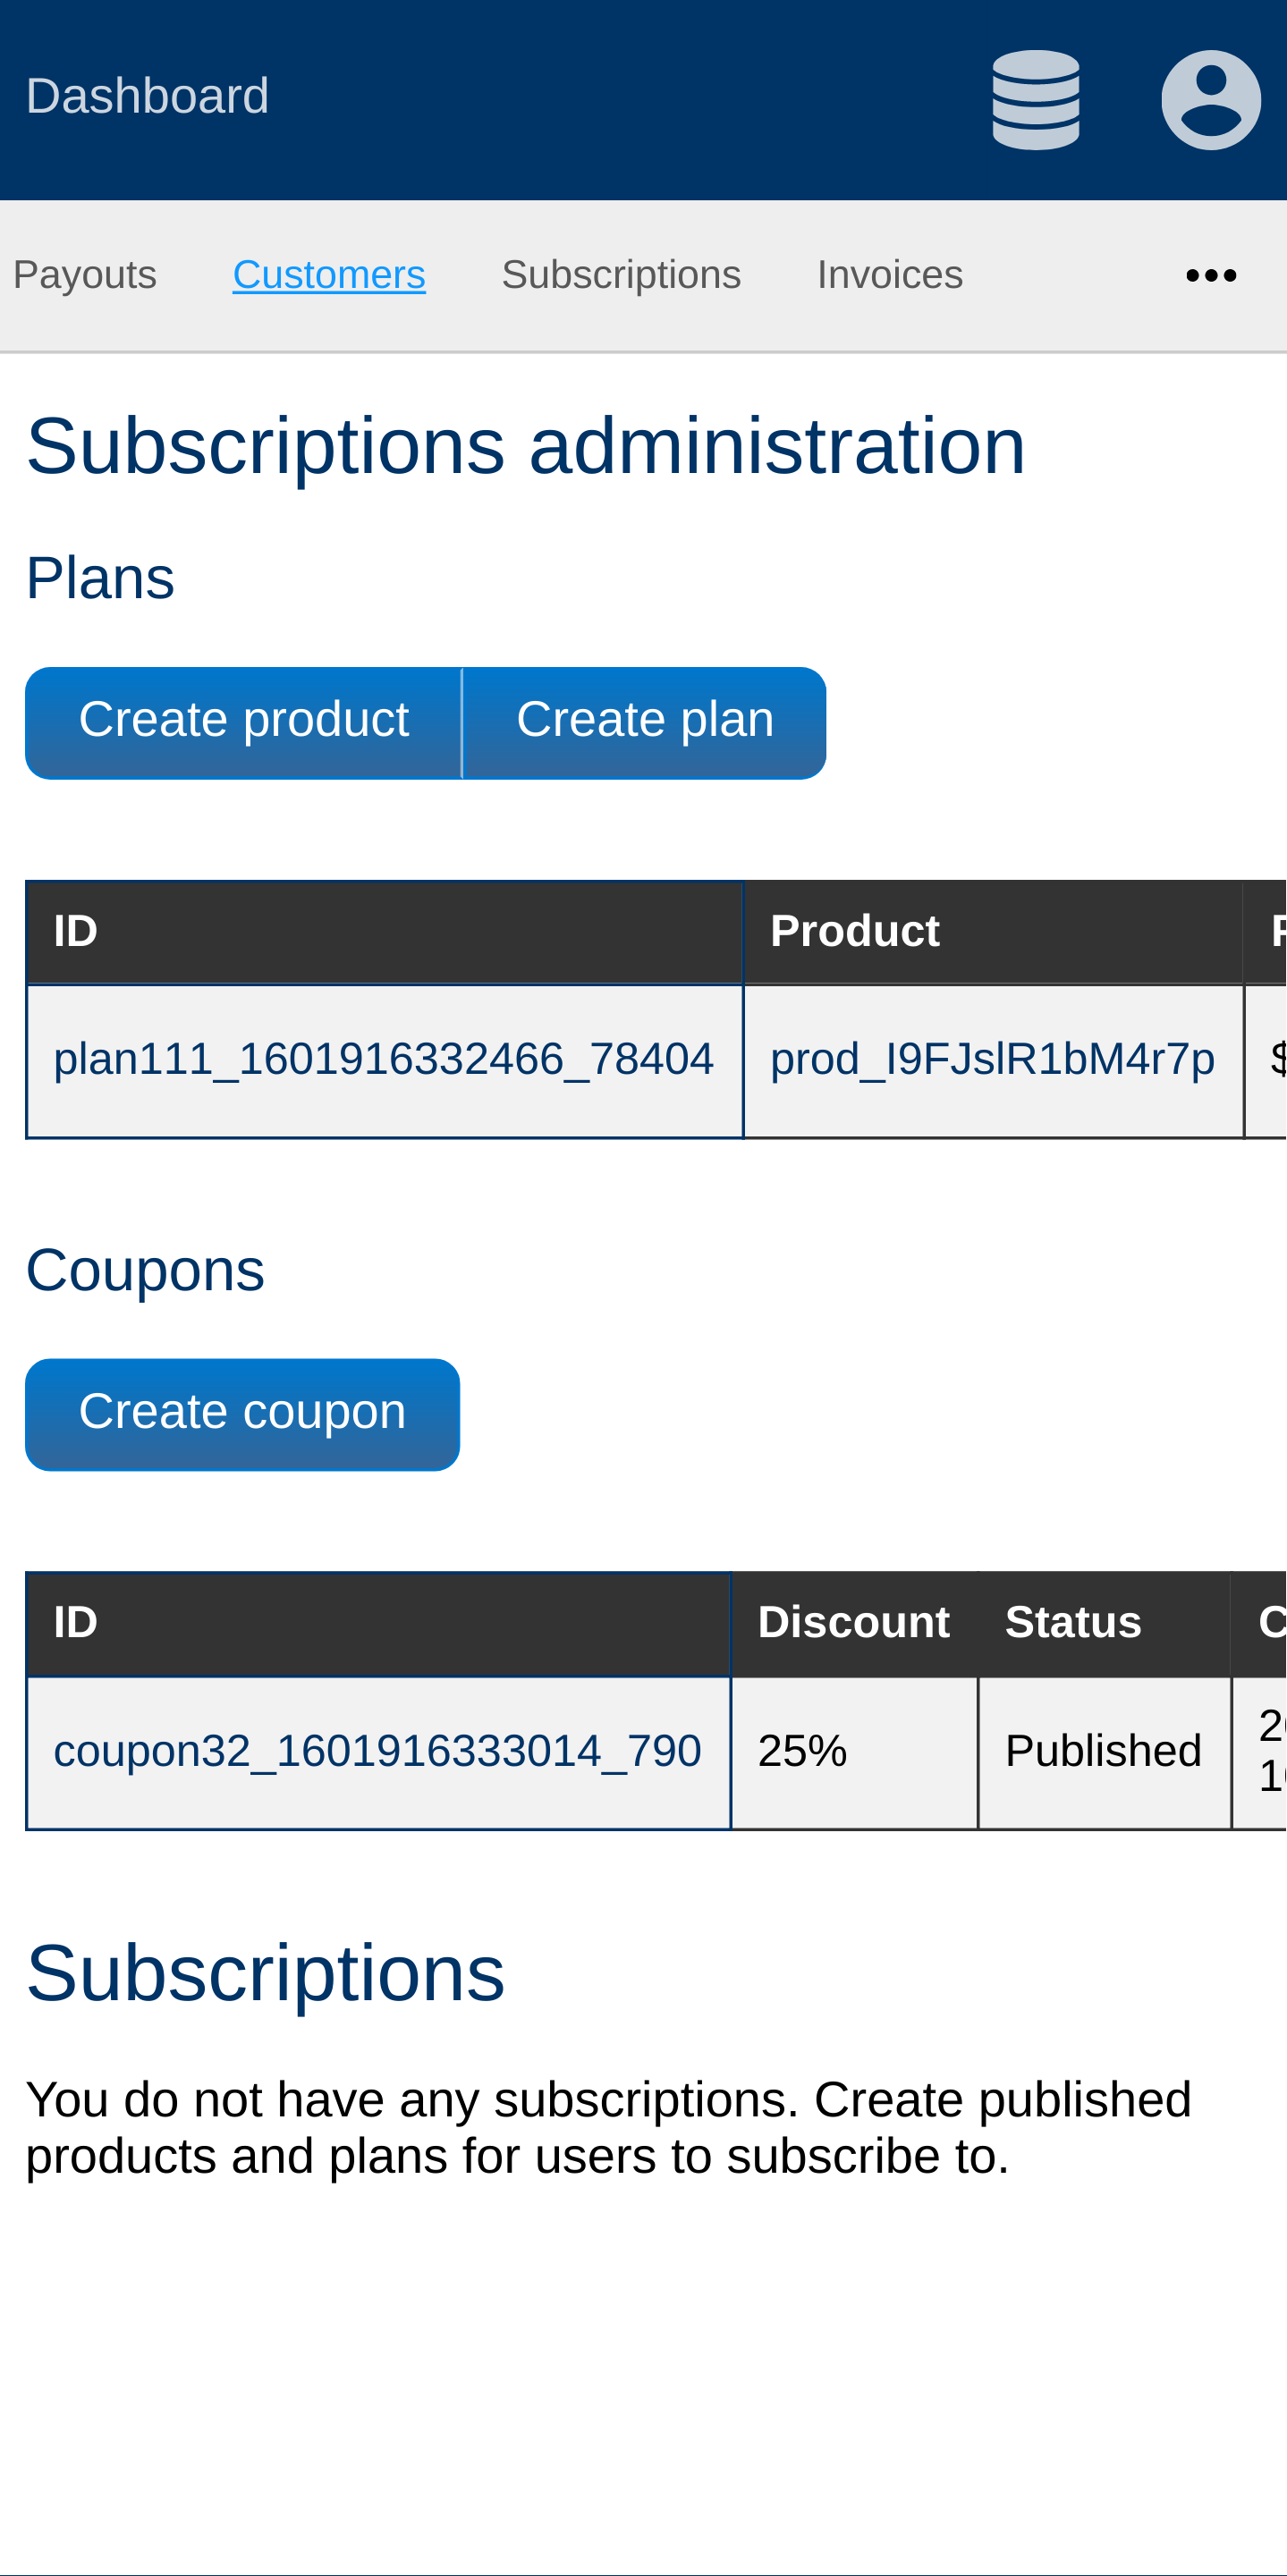 Dashboard
Payouts Customers Subscriptions Invoices •••
Subscriptions administration
Plans
Create product Create plan
ID Product
plan111_1601916332466_78404 prod_I9FJslR1bM4r7p $
Coupons
Create coupon
ID Discount Status
coupon32_1601916333014_790 25% Published
Subscriptions
You do not have any subscriptions. Create published
products and plans for users to subscribe to.